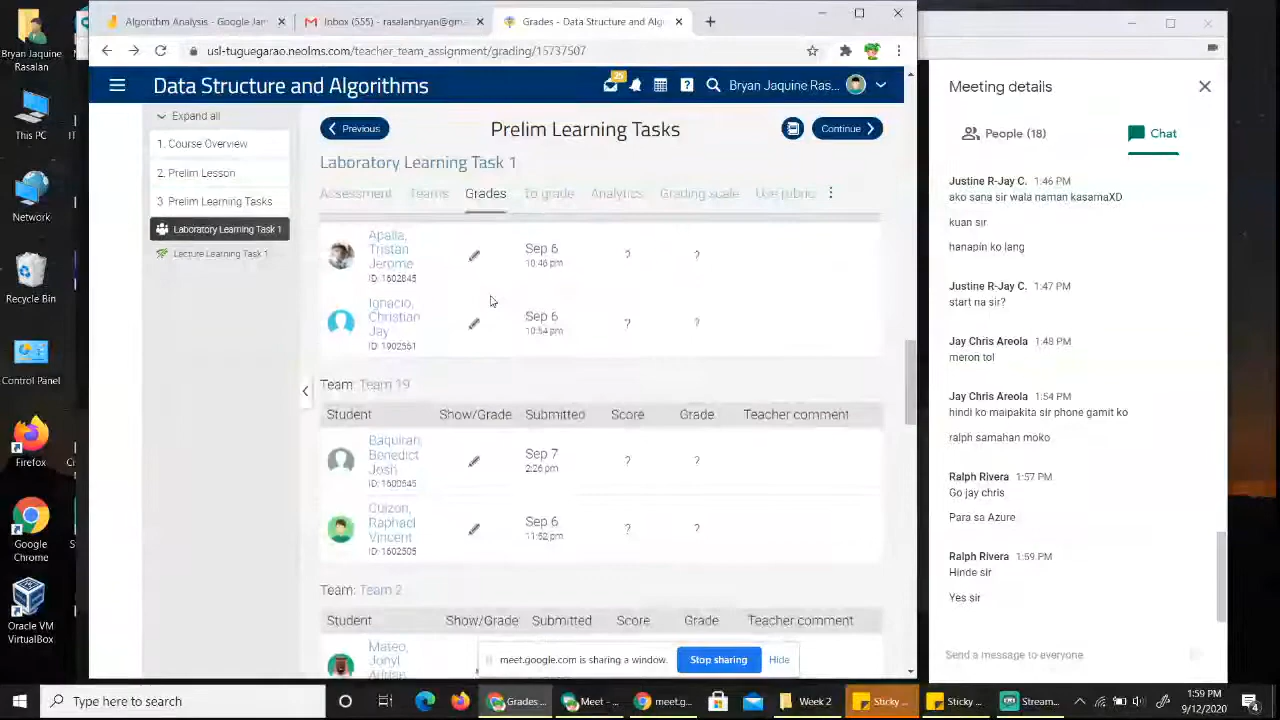 Algorithm Analysis - Google Jam
Inbox (555) - rasalanbryan@gm
Grades - Data Structure and Algo
usl-tuguegarao.neolms.com/teacher_team_assignment/grading/15737507
Data Structure and Algorithms
25
Bryan Jaquine Ras...
Expand all
1. Course Overview
2. Prelim Lesson
3. Prelim Learning Tasks
Laboratory Learning Task 1
Lecture Learning Task 1
Previous
Prelim Learning Tasks
Continue
Laboratory Learning Task 1
Assessment Teams Grades To grade Analytics Grading scale Use rubric
Apalla,
Tristan
Jerome
ID: 1602845
Sep 6
10:46 pm
? ?
Ignacio,
Christian
Jay
ID: 1902551
Sep 6
10:54 pm
? ?
Team: Team 19
Student Show/Grade Submitted Score Grade Teacher comment
Baquiran,
Benedict
Josh
ID: 1600545
Sep 7
2:26 pm
? ?
Quizon,
Raphael
Vincent
ID: 1602505
Sep 6
11:52 pm
? ?
Team: Team 2
Student Show/Grade Submitted Score Grade Teacher comment
Mateo,
meet.google.com is sharing a window.
Stop sharing
Hide
Meeting details
People (18)
Chat
Justine R-Jay C. 1:46 PM
ako sana sir wala naman kasamaXD
kuan sir
hanapin ko lang
Justine R-Jay C. 1:47 PM
start na sir?
Jay Chris Areola 1:48 PM
meron tol
Jay Chris Areola 1:54 PM
hindi ko maipakita sir phone gamit ko
ralph samahan moko
Ralph Rivera 1:57 PM
Go jay chris
Para sa Azure
Ralph Rivera 1:59 PM
Hinde sir
Yes sir
Send a message to everyone
Bryan Jaquine
Rasalan
This PC
Network
Recycle Bin
Control Panel
Firefox
Google
Chrome
Oracle VM
VirtualBox
Type here to search
Grades...
Meet -...
meet.g...
Week 2
Sticky ...
Sticky ...
Stream...
1:59 PM
9/12/2020
4